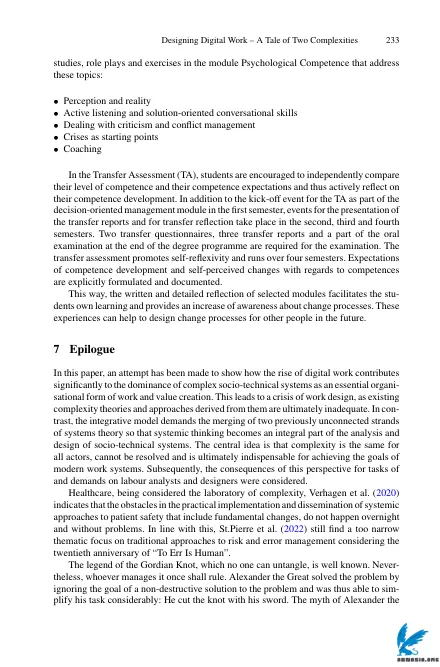 Designing Digital Work – A Tale of Two Complexities 233
studies, role plays and exercises in the module Psychological Competence that address
these topics:
• Perception and reality
• Active listening and solution-oriented conversational skills
• Dealing with criticism and conflict management
• Crises as starting points
• Coaching
In the Transfer Assessment (TA), students are encouraged to independently compare
their level of competence and their competence expectations and thus actively reflect on
their competence development. In addition to the kick-off event for the TA as part of the
decision-oriented management module in the first semester, events for the presentation of
the transfer reports and for transfer reflection take place in the second, third and fourth
semesters. Two transfer questionnaires, three transfer reports and a part of the oral
examination at the end of the degree programme are required for the examination. The
transfer assessment promotes self-reflexivity and runs over four semesters. Expectations
of competence development and self-perceived changes with regards to competences
are explicitly formulated and documented.
This way, the written and detailed reflection of selected modules facilitates the stu-
dents own learning and provides an increase of awareness about change processes. These
experiences can help to design change processes for other people in the future.
7 Epilogue
In this paper, an attempt has been made to show how the rise of digital work contributes
significantly to the dominance of complex socio-technical systems as an essential organi-
sational form of work and value creation. This leads to a crisis of work design, as existing
complexity theories and approaches derived from them are ultimately inadequate. In con-
trast, the integrative model demands the merging of two previously unconnected strands
of systems theory so that systemic thinking becomes an integral part of the analysis and
design of socio-technical systems. The central idea is that complexity is the same for
all actors, cannot be resolved and is ultimately indispensable for achieving the goals of
modern work systems. Subsequently, the consequences of this perspective for tasks of
and demands on labour analysts and designers were considered.
Healthcare, being considered the laboratory of complexity, Verhagen et al. (2020)
indicates that the obstacles in the practical implementation and dissemination of systemic
approaches to patient safety that include fundamental changes, do not happen overnight
and without problems. In line with this, St.Pierre et al. (2022) still find a too narrow
thematic focus on traditional approaches to risk and error management considering the
twentieth anniversary of “To Err Is Human”.
The legend of the Gordian Knot, which no one can untangle, is well known. Never-
theless, whoever manages it once shall rule. Alexander the Great solved the problem by
ignoring the goal of a non-destructive solution to the problem and was thus able to sim-
plify his task considerably: He cut the knot with his sword. The myth of Alexander the